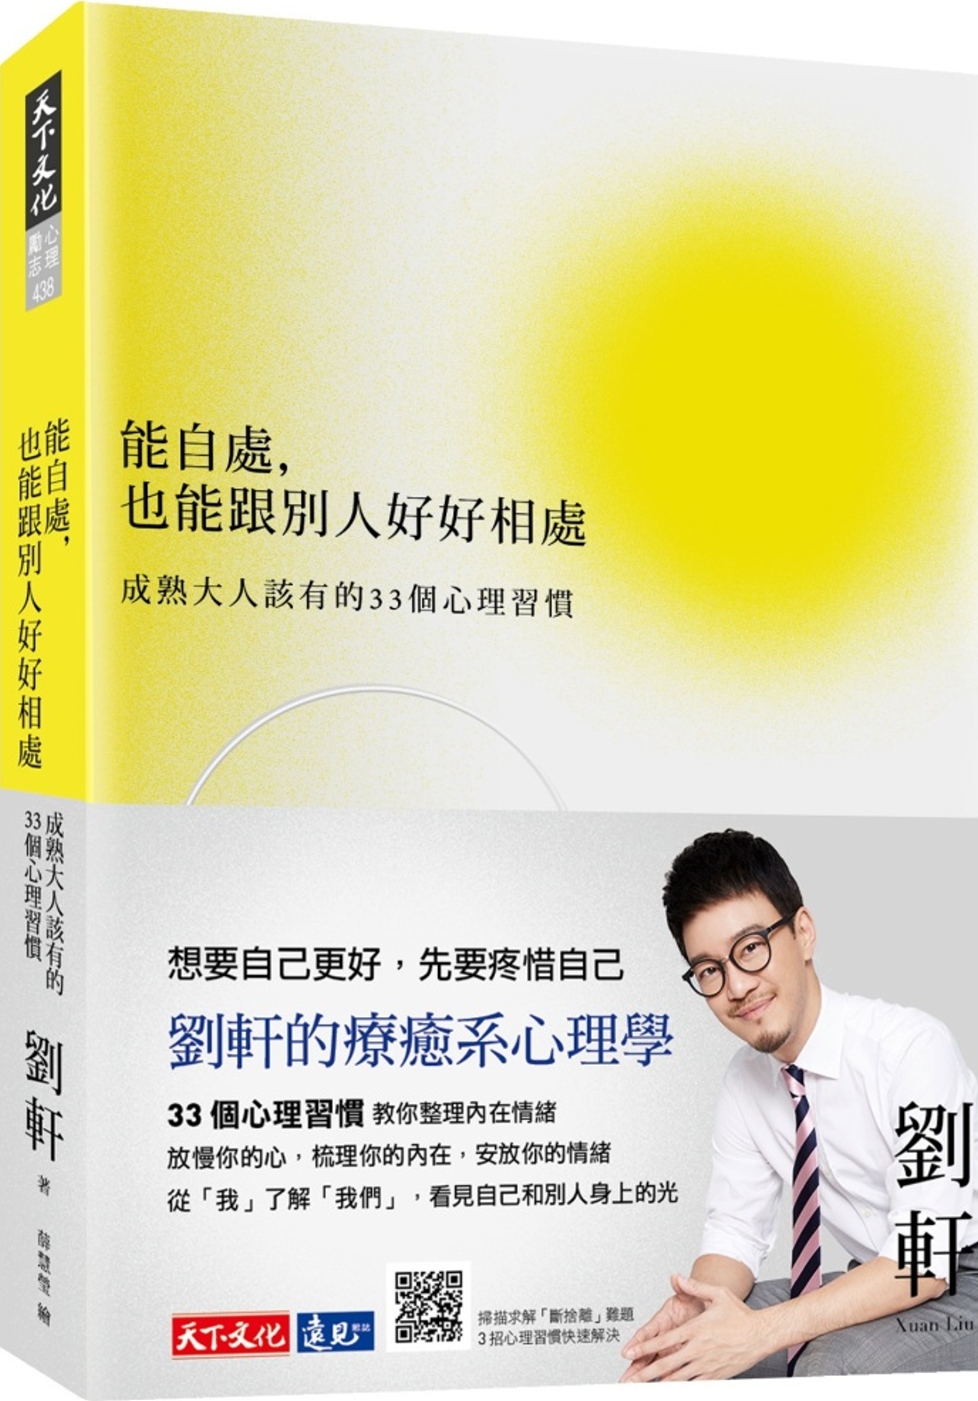 天下文化
心理
勵志
438
能自處，
也能跟別人好好相處
成熟大人該有的
33個心理習慣
劉軒 著
薛慧瑩 繪
能自處，
也能跟別人好好相處
成熟大人該有的33個心理習慣
想要自己更好，先要疼惜自己
劉軒的療癒系心理學
33 個心理習慣 教你整理內在情緒
放慢你的心，梳理你的內在，安放你的情緒
從「我」了解「我們」，看見自己和別人身上的光
劉軒
Xuan Liu
天下文化
遠見 雜誌
掃描求解「斷捨離」難題
3 招心理習慣快速解決